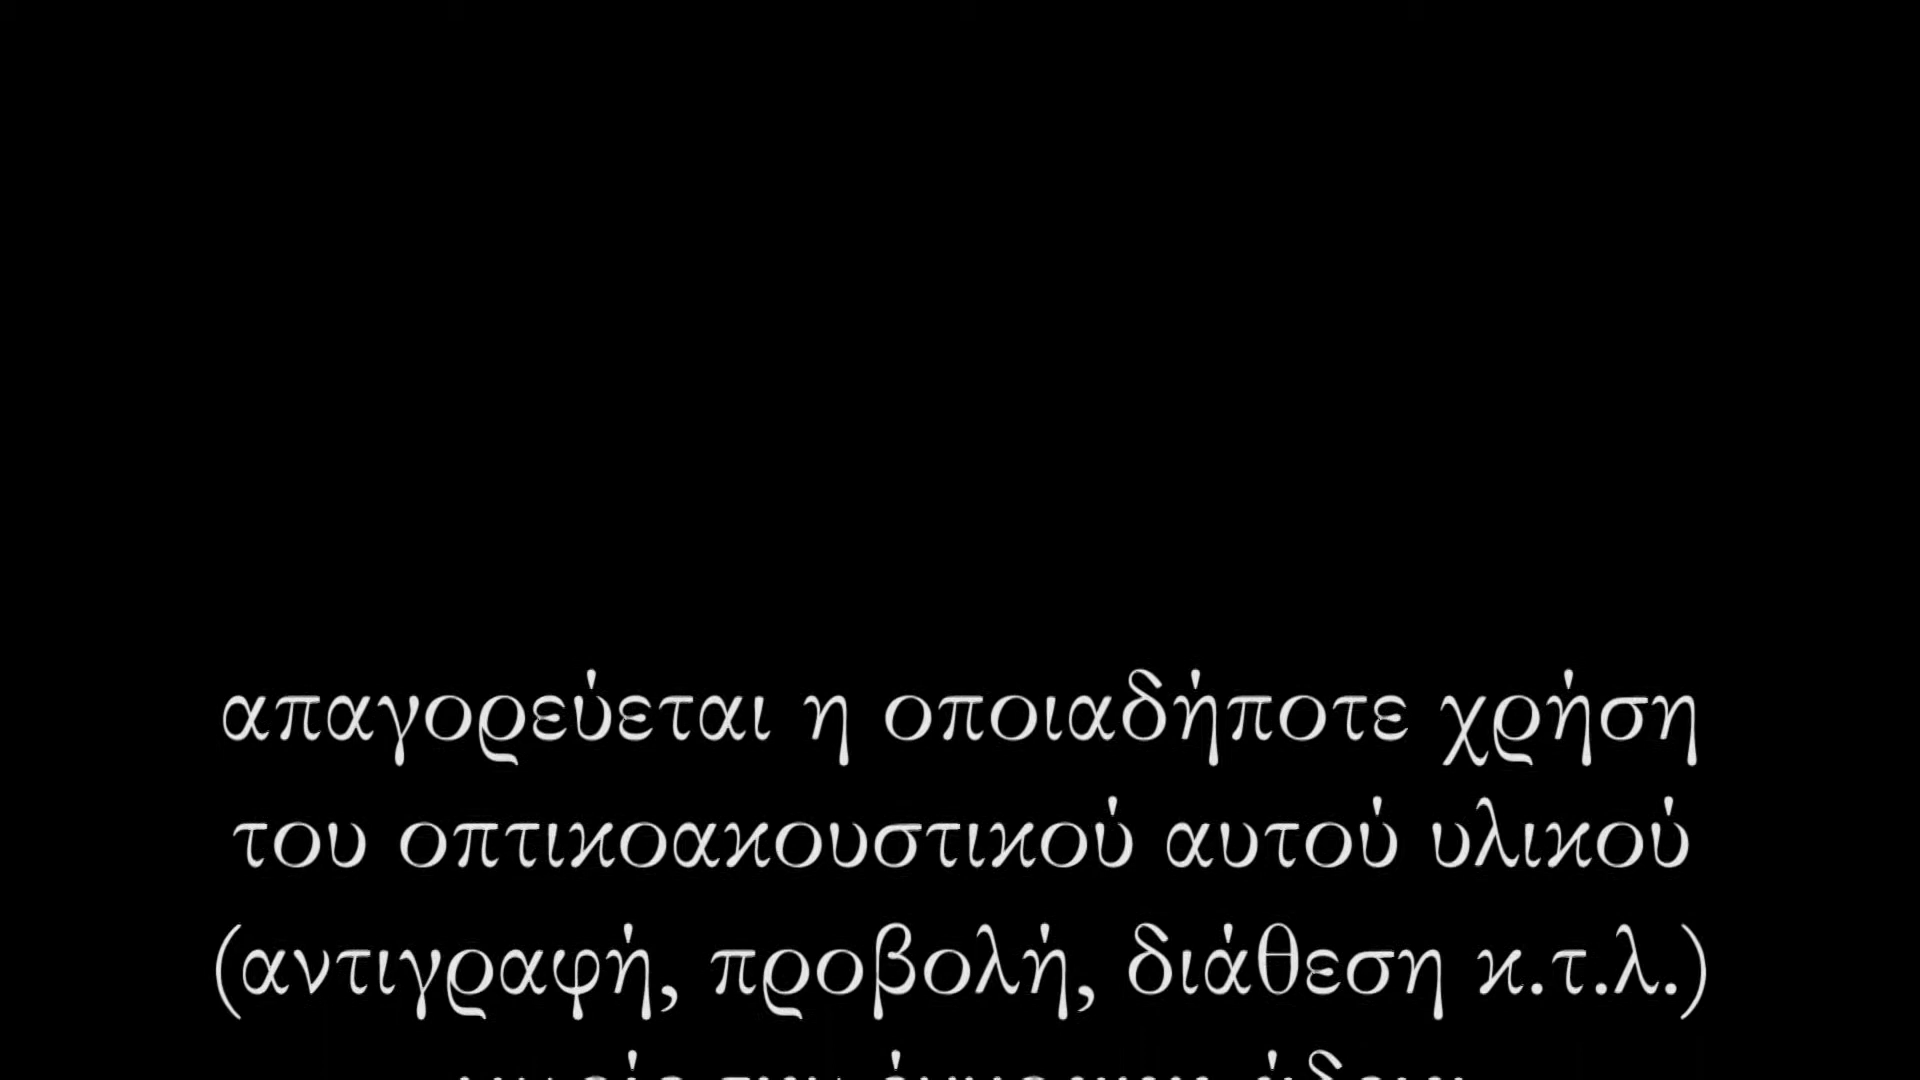 απαγορεύεται η οποιαδήποτε χρήση
του οπτικοακουστικού αυτού υλικού
(αντιγραφή, προβολή, διάθεση κ.τ.λ.)